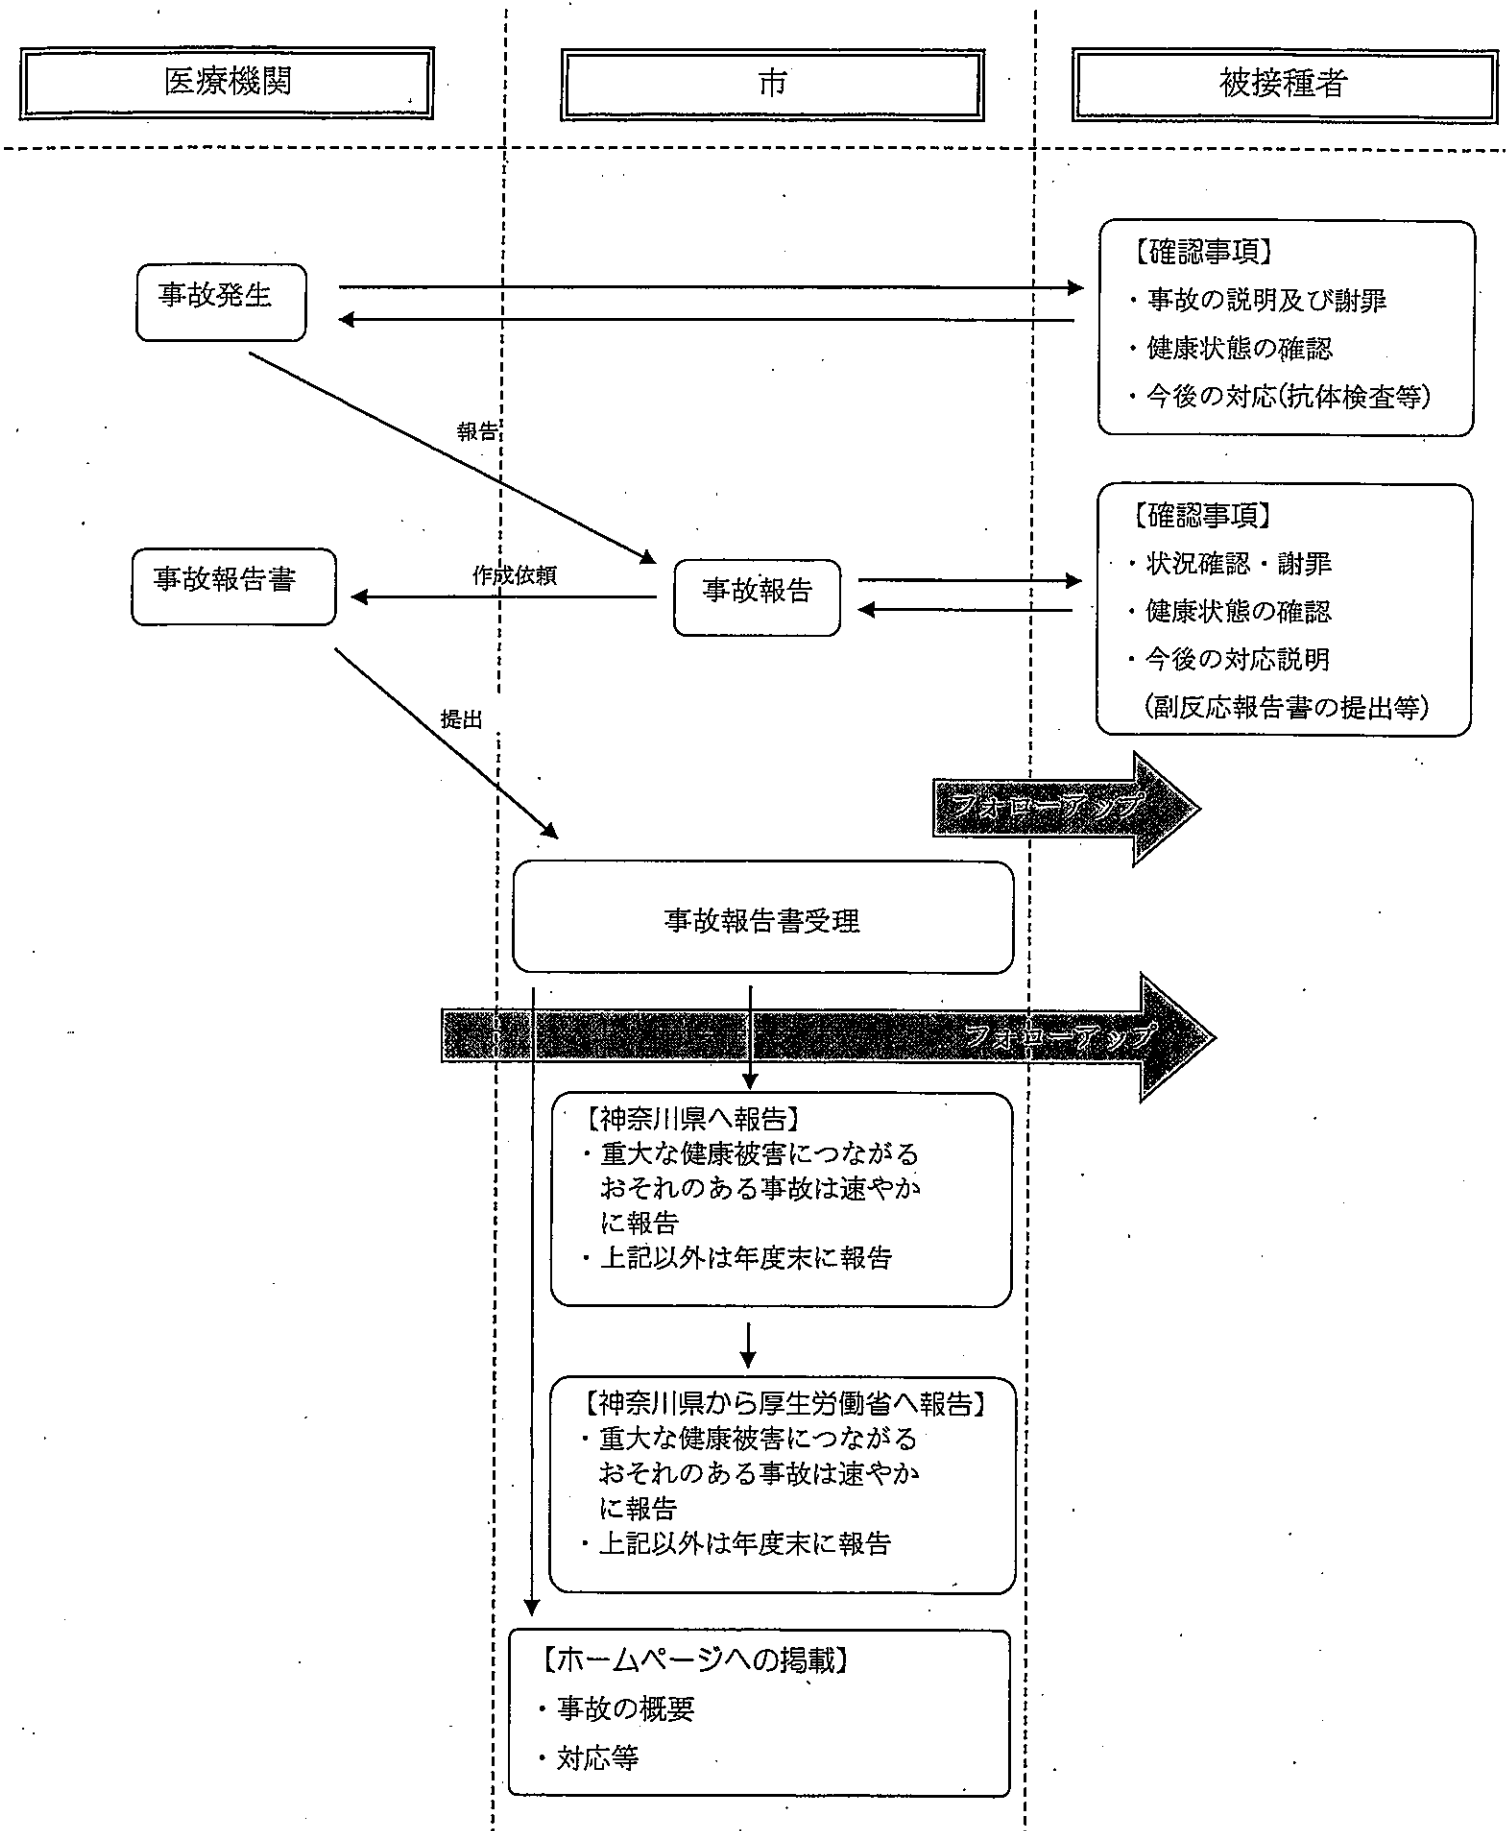 医療機関
市
被接種者
事故発生
【確認事項】
・事故の説明及び謝罪
・健康状態の確認
・今後の対応(抗体検査等)
報告
事故報告書
作成依頼
事故報告
【確認事項】
・状況確認・謝罪
・健康状態の確認
・今後の対応説明
(副反応報告書の提出等)
提出
フォローアップ
事故報告書受理
フォローアップ
【神奈川県へ報告】
・重大な健康被害につながる
おそれのある事故は速やか
に報告
・上記以外は年度末に報告
【神奈川県から厚生労働省へ報告】
・重大な健康被害につながる
おそれのある事故は速やか
に報告
・上記以外は年度末に報告
【ホームページへの掲載】
・事故の概要
・対応等